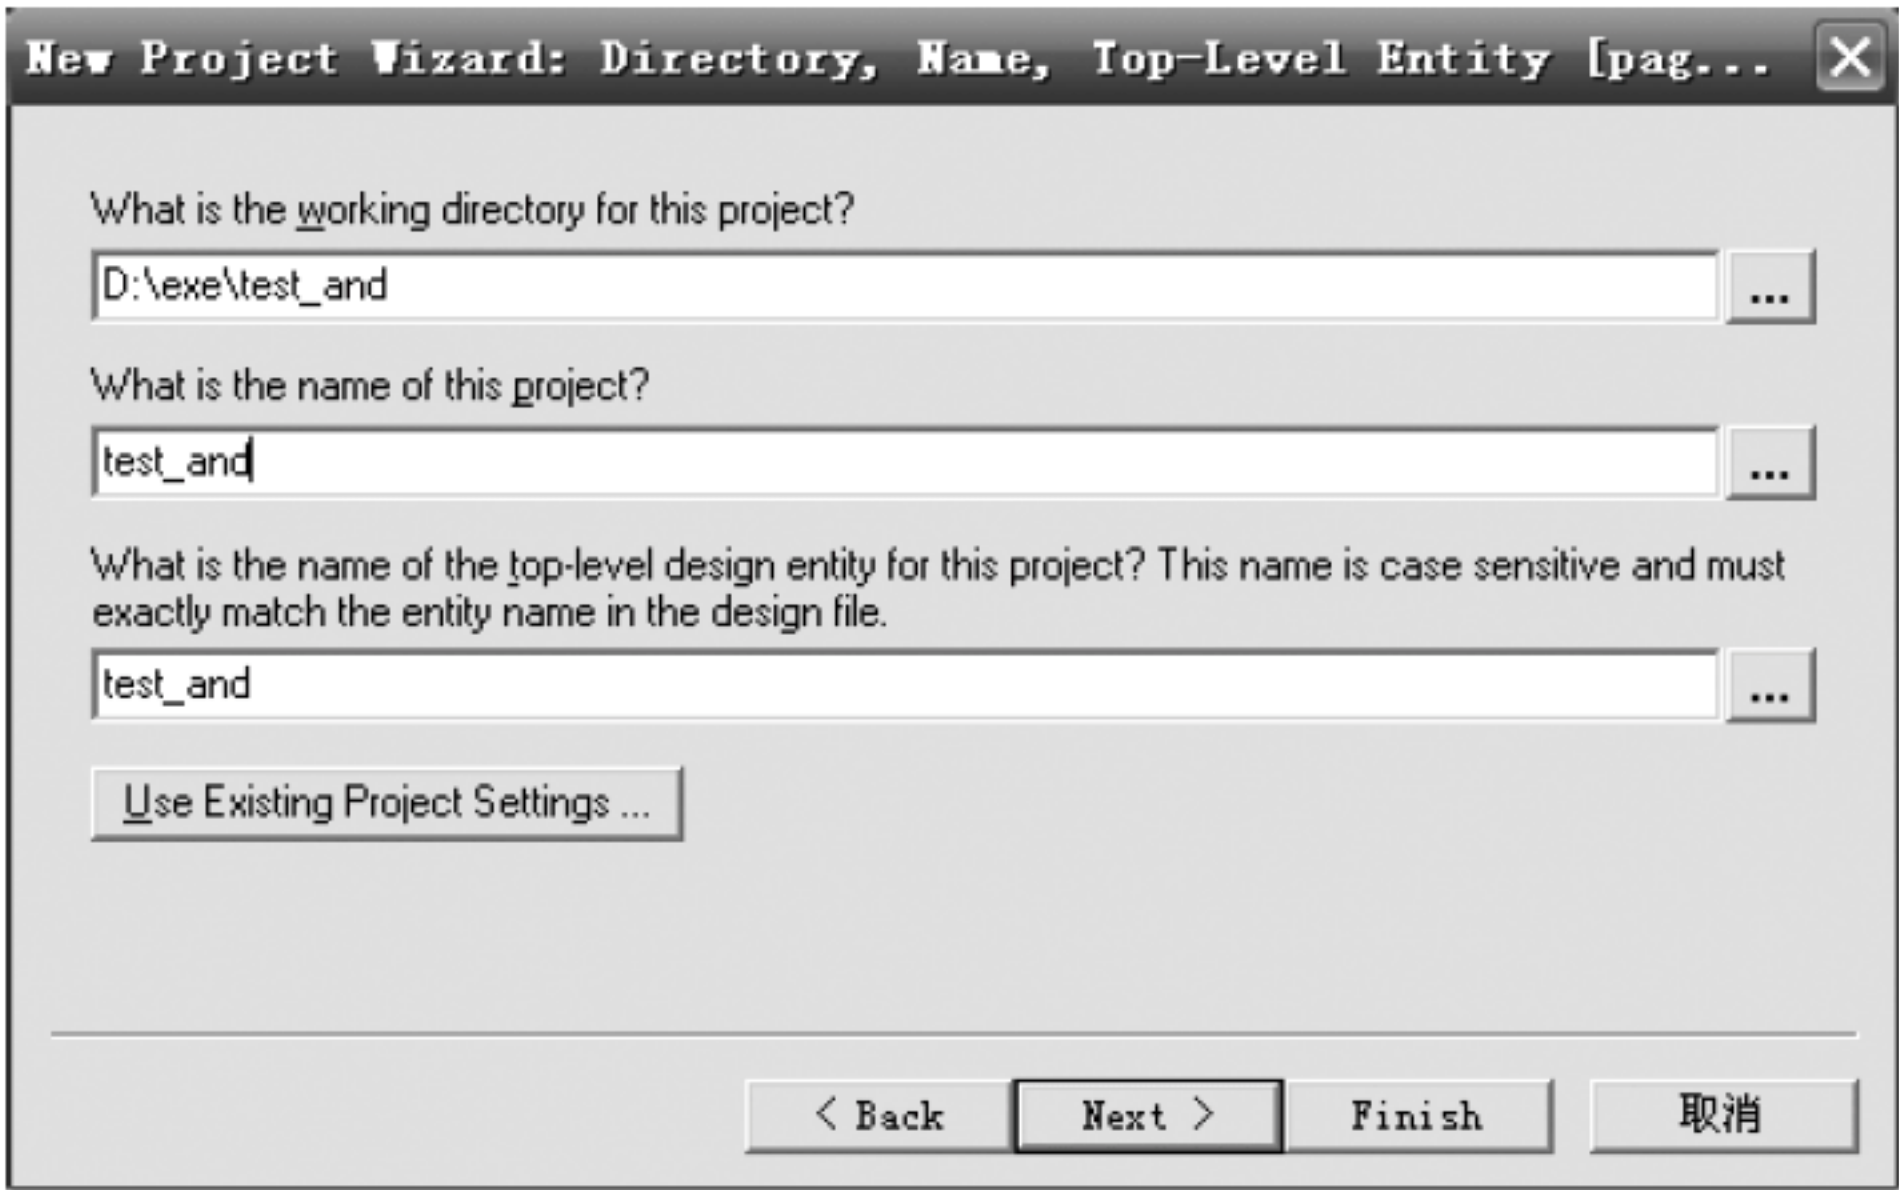 New Project Wizard: Directory, Name, Top-Level Entity [pag...
What is the working directory for this project?
D:\exe\test_and
...
What is the name of this project?
test_and
...
What is the name of the top-level design entity for this project? This name is case sensitive and must
exactly match the entity name in the design file.
test_and
...
Use Existing Project Settings ...
< Back
Next >
Finish
取消